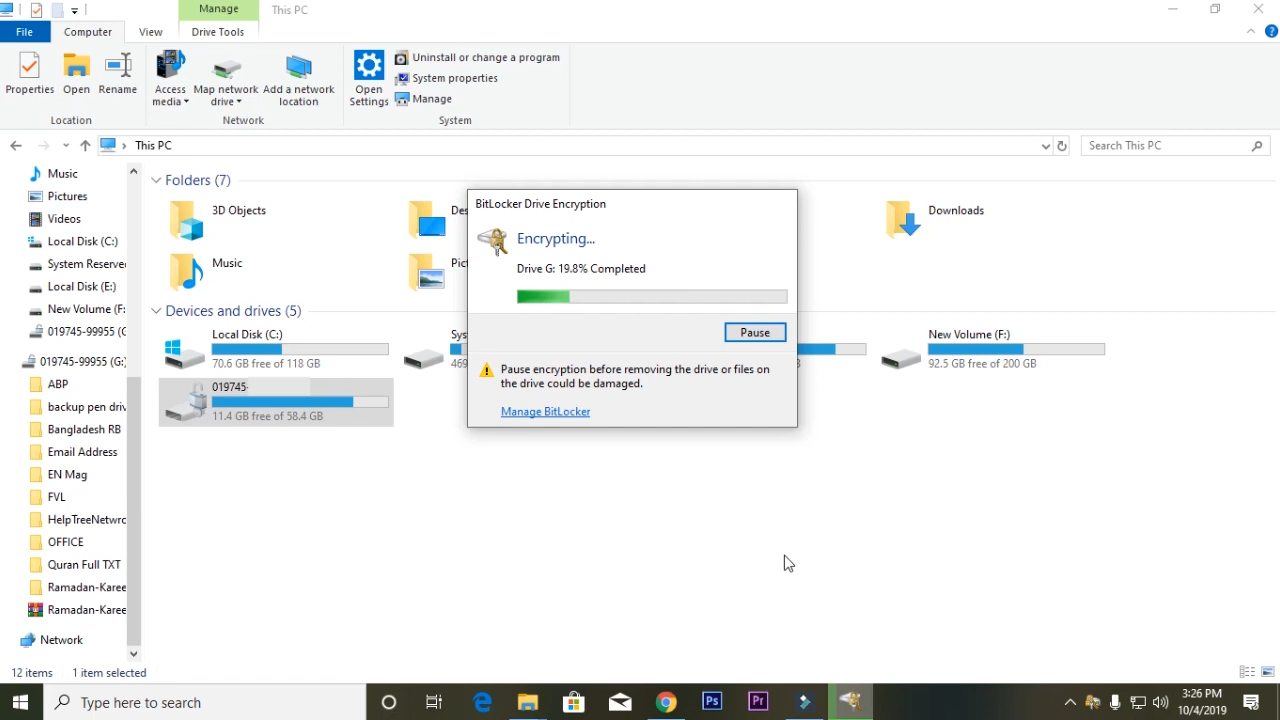 Manage
This PC
File
Computer
View
Drive Tools
Properties
Open
Rename
Access media
Map network drive
Add a network location
Open Settings
Uninstall or change a program
System properties
Manage
Location
Network
System
This PC
Search This PC
Music
Pictures
Videos
Local Disk (C:)
System Reserve
Local Disk (E:)
New Volume (F:
019745-99955 (G
019745-99955 (G:
ABP
backup pen driv
Bangladesh RB
Email Address
EN Mag
FVL
HelpTreeNetwro
OFFICE
Quran Full TXT
Ramadan-Karee
Ramadan-Karee
Network
Folders (7)
3D Objects
Des
Downloads
Music
Pic
Devices and drives (5)
Local Disk (C:)
70.6 GB free of 118 GB
Sys
469
New Volume (F:)
92.5 GB free of 200 GB
019745-
11.4 GB free of 58.4 GB
BitLocker Drive Encryption
Encrypting...
Drive G: 19.8% Completed
Pause
Pause encryption before removing the drive or files on
the drive could be damaged.
Manage BitLocker
12 items
1 item selected
Type here to search
Ps
Pr
3:26 PM
10/4/2019